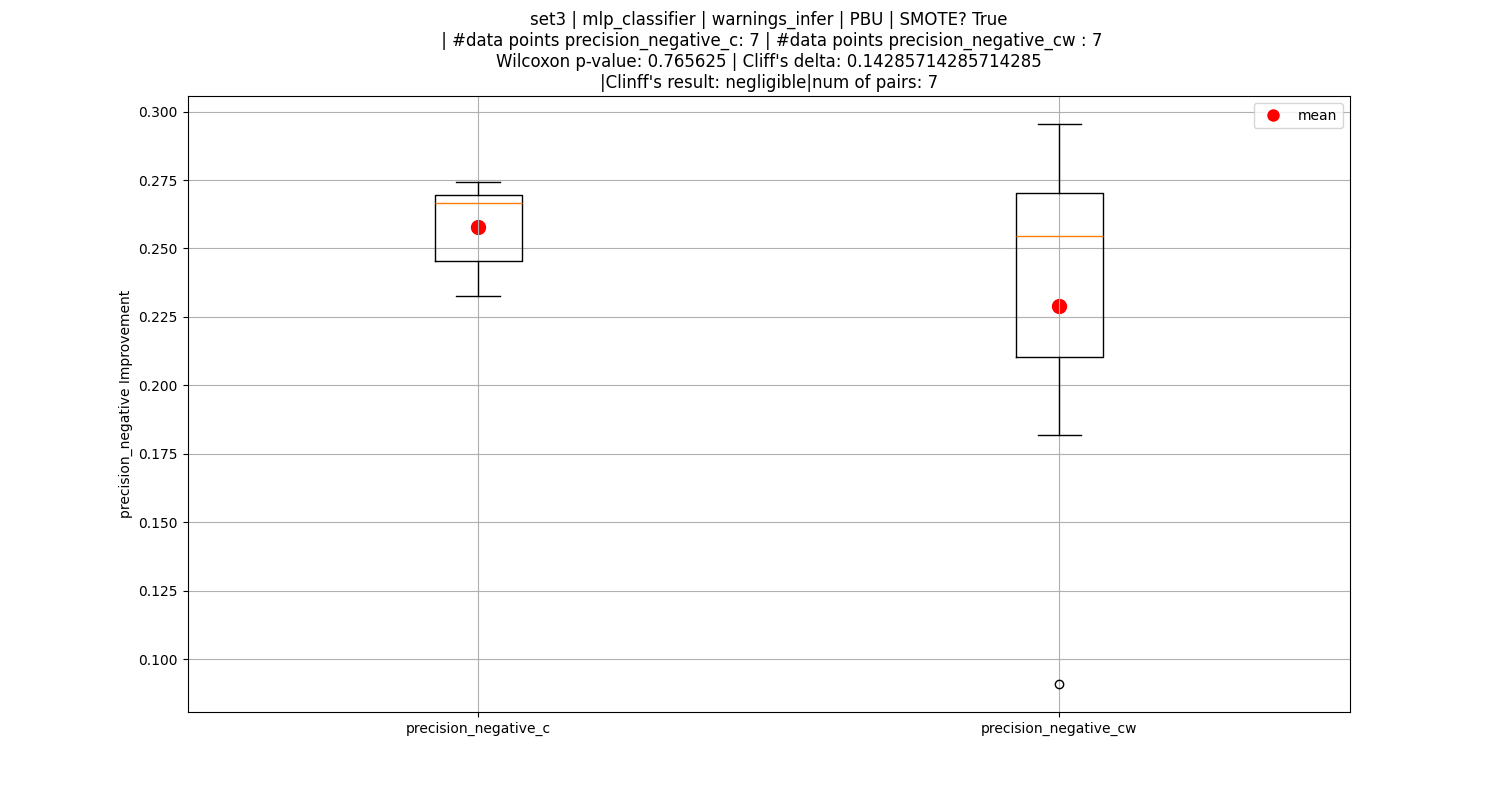 set3 | mlp_classifier | warnings_infer | PBU | SMOTE? True
| #data points precision_negative_c: 7 | #data points precision_negative_cw : 7
Wilcoxon p-value: 0.765625 | Cliff's delta: 0.14285714285714285
|Clinff's result: negligible|num of pairs: 7
mean
precision_negative Improvement
0.300
0.275
0.250
0.225
0.200
0.175
0.150
0.125
0.100
precision_negative_c
precision_negative_cw